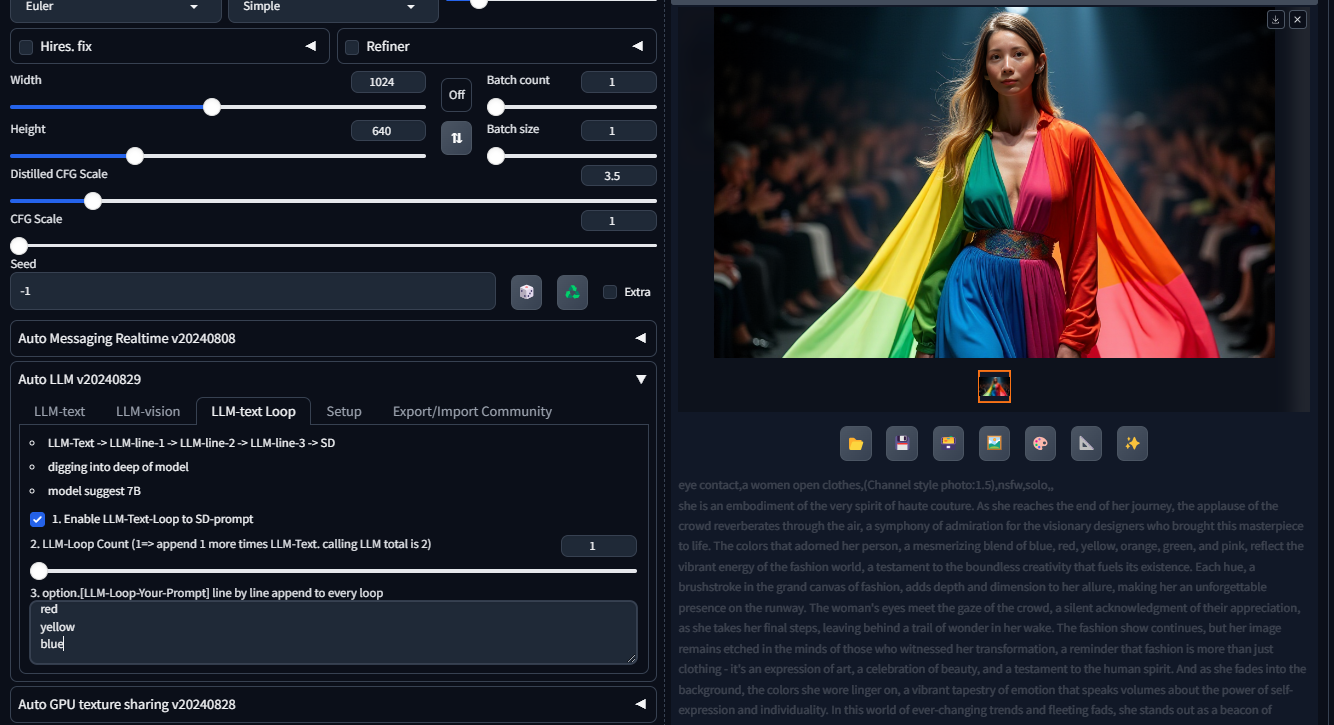 Euler
Simple
Hires. fix
Refiner
Width
1024
Off
Batch count
1
Height
640
Batch size
1
Distilled CFG Scale
3.5
CFG Scale
1
Seed
-1
Extra
Auto Messaging Realtime v20240808
Auto LLM v20240829
LLM-text
LLM-vision
LLM-text Loop
Setup
Export/Import Community
LLM-Text -> LLM-line-1 -> LLM-line-2 -> LLM-line-3 -> SD
digging into deep of model
model suggest 7B
1. Enable LLM-Text-Loop to SD-prompt
2. LLM-Loop Count (1=> append 1 more times LLM-Text. calling LLM total is 2)
1
3. option.[LLM-Loop-Your-Prompt] line by line append to every loop
red
yellow
blue
Auto GPU texture sharing v20240828
eye contact,a women open clothes,(Channel style photo:1.5),nsfw,solo,,
she is an embodiment of the very spirit of haute couture. As she reaches the end of her journey, the applause of the
crowd reverberates through the air, a symphony of admiration for the visionary designers who brought this masterpiece
to life. The colors that adorned her person, a mesmerizing blend of blue, red, yellow, orange, green, and pink, reflect the
vibrant energy of the fashion world, a testament to the boundless creativity that fuels its existence. Each hue, a
brushstroke in the grand canvas of fashion, adds depth and dimension to her allure, making her an unforgettable
presence on the runway. The woman's eyes meet the gaze of the crowd, a silent acknowledgment of their appreciation,
as she takes her final steps, leaving behind a trail of wonder in her wake. The fashion show continues, but her image
remains etched in the minds of those who witnessed her transformation, a reminder that fashion is more than just
clothing - it's an expression of art, a celebration of beauty, and a testament to the human spirit. And as she fades into the
background, the colors she wore linger on, a vibrant tapestry of emotion that speaks volumes about the power of self-
expression and individuality. In this world of ever-changing trends and fleeting fads, she stands out as a beacon of